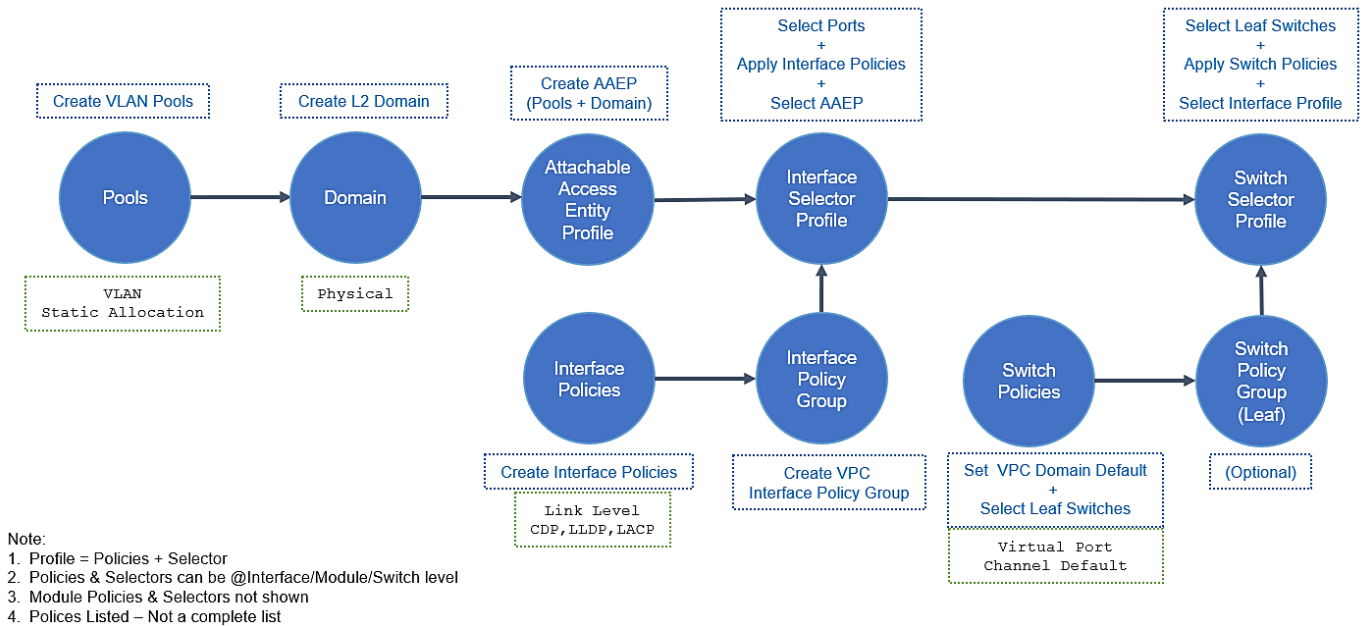 Select Ports
+
Apply Interface Policies
+
Select AAEP
Select Leaf Switches
+
Apply Switch Policies
+
Select Interface Profile
Create VLAN Pools
Create L2 Domain
Create AAEP
(Pools + Domain)
Pools
Domain
Attachable
Access
Entity
Profile
Interface
Selector
Profile
Switch
Selector
Profile
VLAN
Static Allocation
Physical
Interface
Policies
Interface
Policy
Group
Switch
Policies
Switch
Policy
Group
(Leaf)
Create Interface Policies
Link Level
CDP,LLDP,LACP
Create VPC
Interface Policy Group
Set VPC Domain Default
+
Select Leaf Switches
Virtual Port
Channel Default
(Optional)
Note:
1. Profile = Policies + Selector
2. Policies & Selectors can be @Interface/Module/Switch level
3. Module Policies & Selectors not shown
4. Polices Listed – Not a complete list